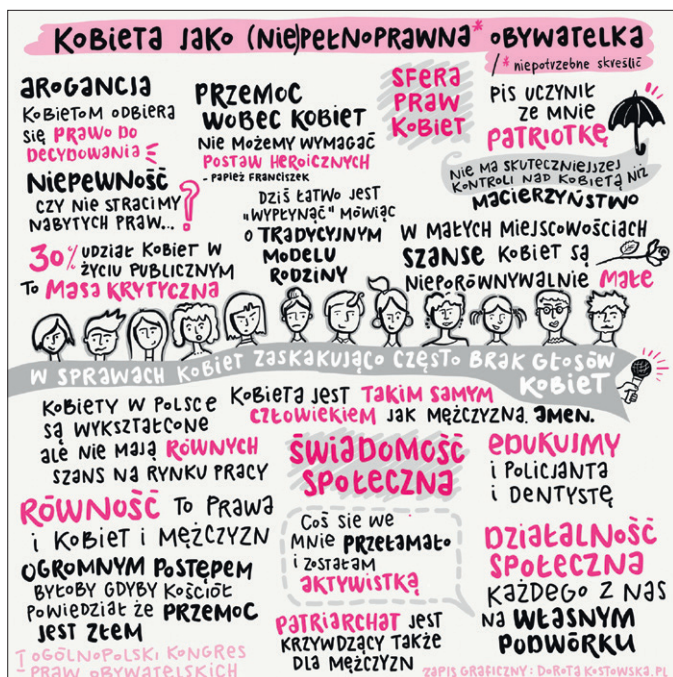 KOBIETA JAKO (NIE)PEŁNOPRAWNA* OBYWATELKA
/* niepotrzebne skreślić
AROGANCJA
KOBIETOM ODBIERA
SIĘ PRAWO DO
DECYDOWANIA
NIEPEWNOŚĆ
CZY NIE STRACIMY
NABYTYCH PRAW...?
30% UDZIAŁ KOBIET W
ŻYCIU PUBLICZNYM
TO MASA KRYTYCZNA
PRZEMOC
WOBEC KOBIET
NIE MOŻEMY WYMAGAĆ
POSTAW HEROICZNYCH
- PAPIEŻ FRANCISZEK
DZIŚ ŁATWO JEST
"WYPŁYNĄĆ" MÓWIĄC
O TRADYCYJNYM
MODELU
RODZINY
SFERA
PRAW
KOBIET
PIS UCZYNIŁ
ZE MNIE
PATRIOTKĘ
NIE MA SKUTECZNIEJSZEJ
KONTROLI NAD KOBIETĄ NIŻ
MACIERZYŃSTWO
W MAŁYCH MIEJSCOWOŚCIACH
SZANSE KOBIET SĄ
NIEPORÓWNYWALNIE MAŁE
W SPRAWACH KOBIET ZASKAKUJĄCO CZĘSTO BRAK GŁOSÓW
KOBIET
KOBIETY W POLSCE
SĄ WYKSZTAŁCONE
ALE NIE MAJĄ RÓWNYCH
SZANS NA RYNKU PRACY
KOBIETA JEST TAKIM SAMYM
CZŁOWIEKIEM JAK MĘŻCZYZNA. AMEN.
ŚWIADOMOŚĆ
SPOŁECZNA
EDUKUJMY
I POLICJANTA
I DENTYSTĘ
RÓWNOŚĆ TO PRAWA
I KOBIET I MĘŻCZYZN
OGROMNYM POSTĘPEM
BYŁOBY GDYBY KOŚCIÓŁ
POWIEDZIAŁ ŻE PRZEMOC
JEST ZŁEM
COŚ SIE WE
MNIE PRZEŁAMAŁO
I ZOSTAŁAM
AKTYWISTKĄ
PATRIARCHAT JEST
KRZYWDZĄCY TAKŻE
DLA MĘŻCZYZN
DZIAŁALNOŚĆ
SPOŁECZNA
KAŻDEGO Z NAS
NA WŁASNYM
PODWÓRKU
I OGÓLNOPOLSKI KONGRES
PRAW OBYWATELSKICH
ZAPIS GRAFICZNY: DOROTA KOSTOWSKA.PL